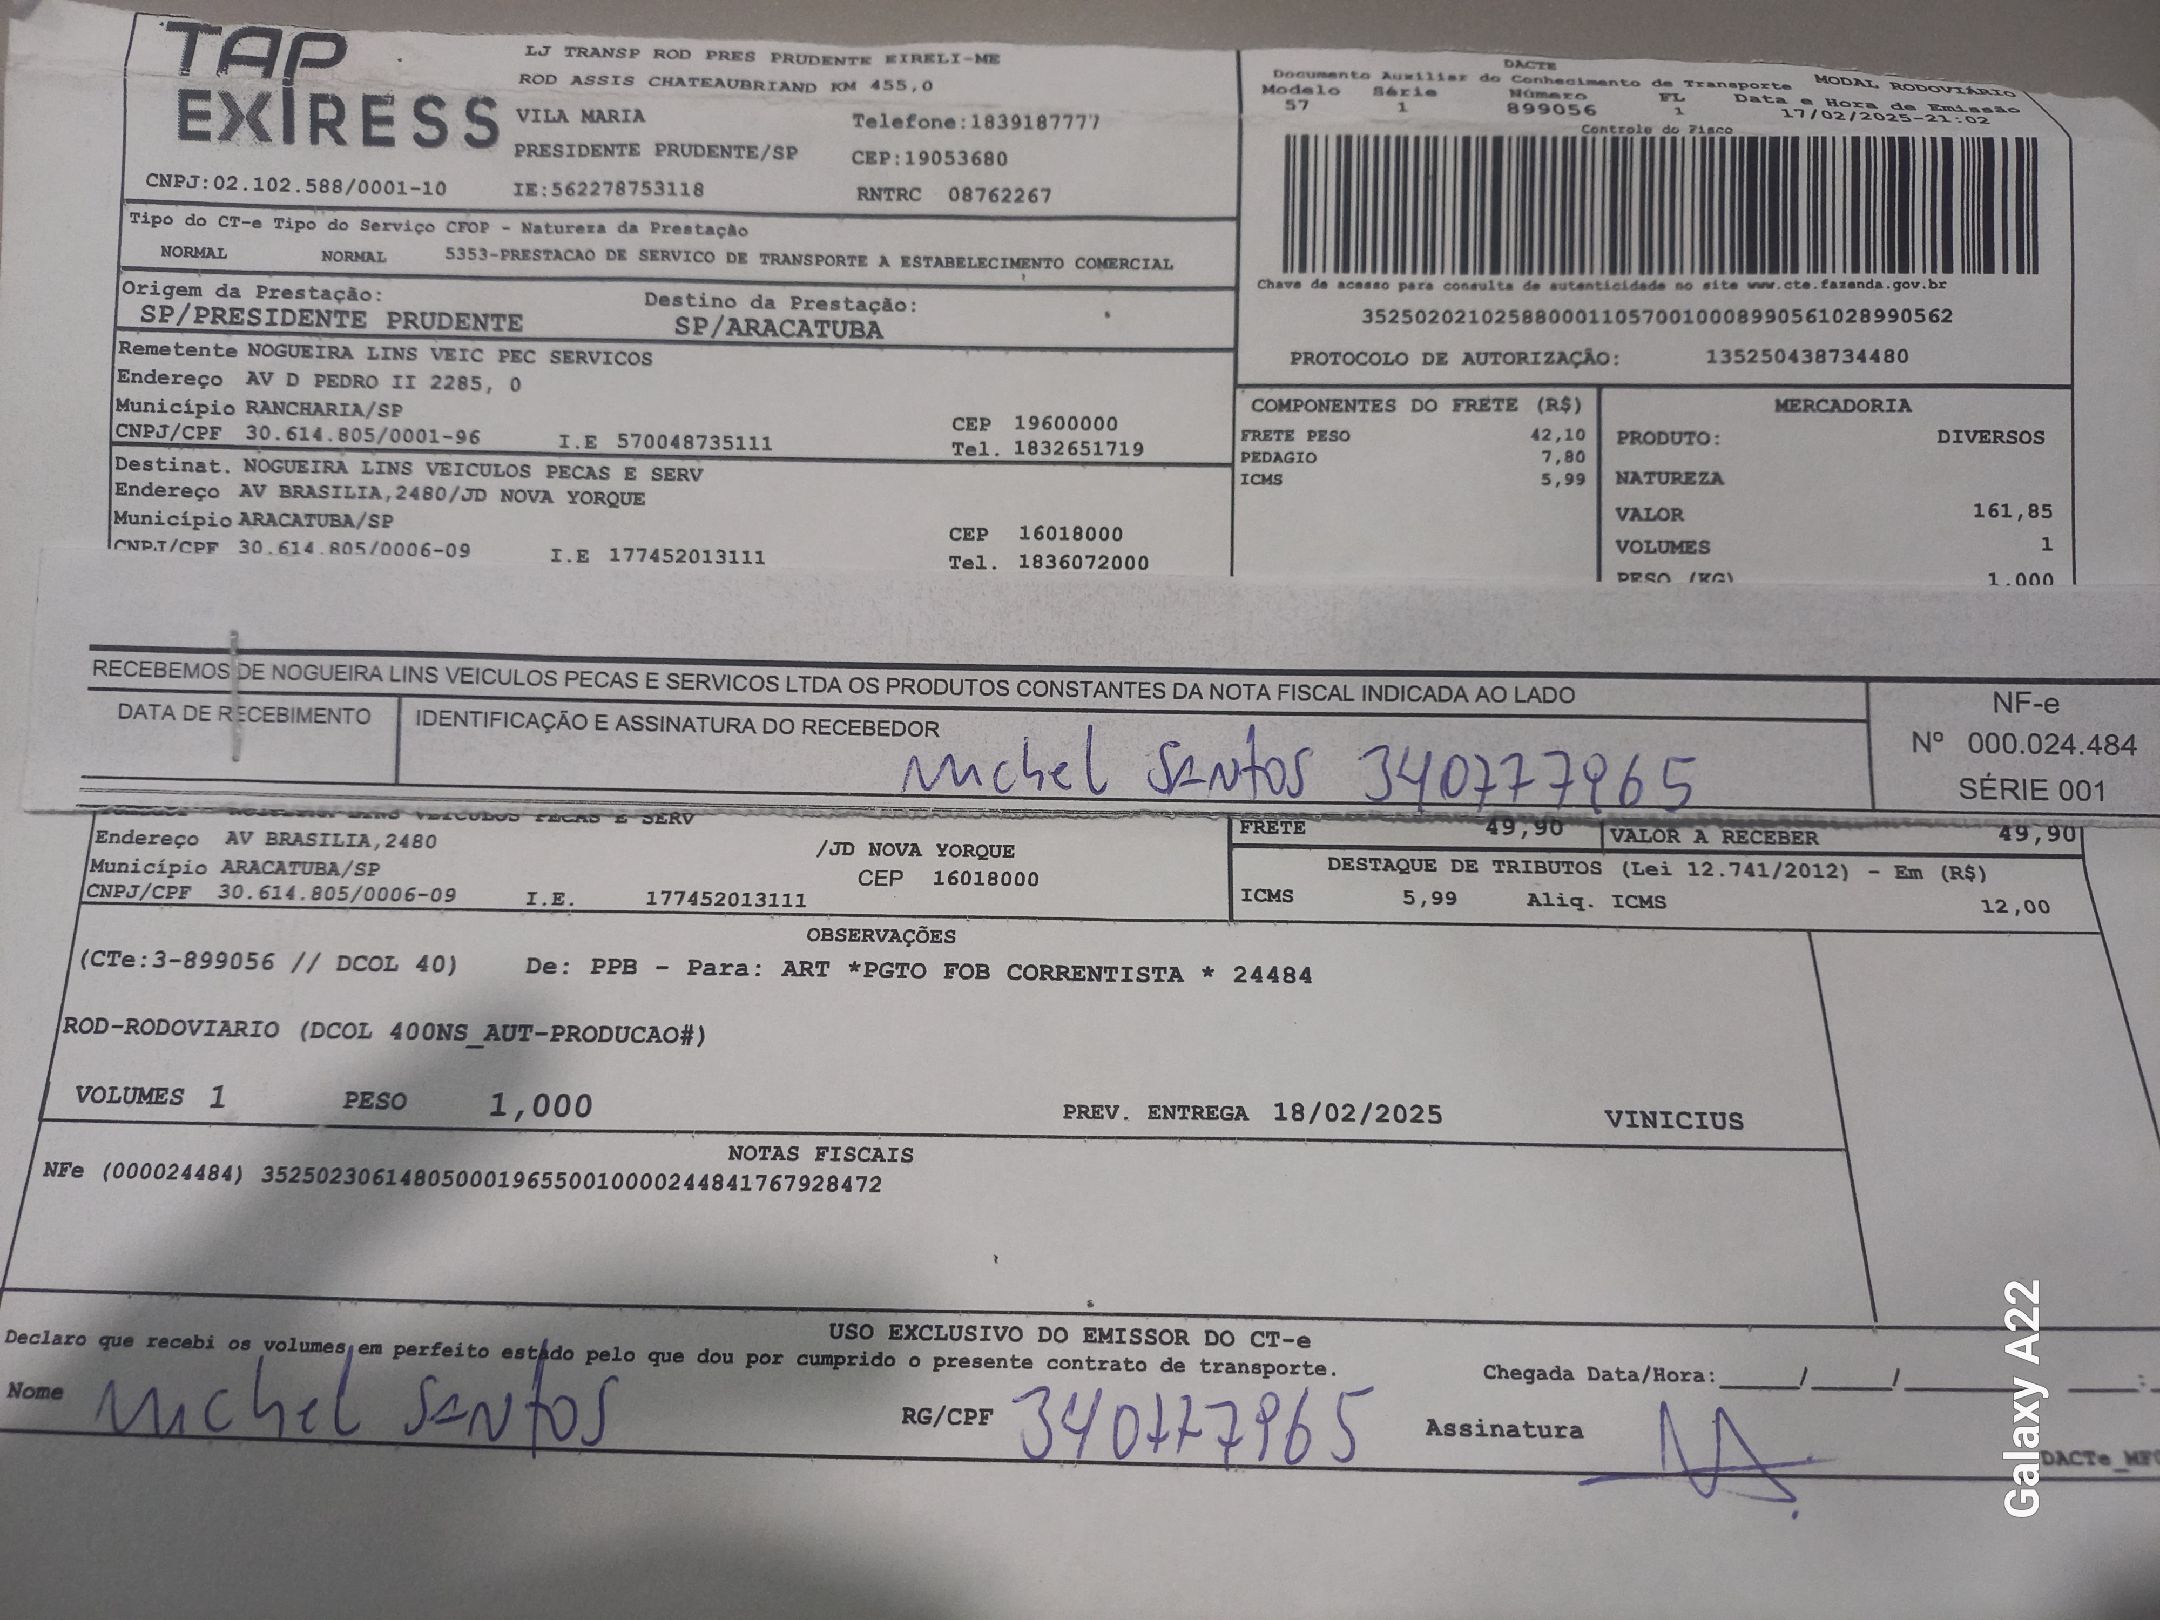 TAP EXIRESS
LJ TRANSP ROD PRES PRUDENTE EIRELI-ME
ROD ASSIS CHATEAUBRIAND KM 455,0
VILA MARIA Telefone:1839187777
PRESIDENTE PRUDENTE/SP CEP:19053680
CNPJ:02.102.588/0001-10 IE:562278753118 RNTRC 08762267
DACTE
Documento Auxiliar do Conhecimento de Transporte MODAL RODOVIÁRIO
Modelo Série Número FL Data e Hora de Emissão
57 1 899056 1 17/02/2025-21:02
Controle do Fisco
Chave de acesso para consulta de autenticidade no site www.cte.fazenda.gov.br
35250202102588000110570010008990561028990562
PROTOCOLO DE AUTORIZAÇÃO: 135250438734480
Tipo do CT-e Tipo do Serviço CFOP - Natureza da Prestação
NORMAL NORMAL 5353-PRESTACAO DE SERVICO DE TRANSPORTE A ESTABELECIMENTO COMERCIAL
Origem da Prestação: Destino da Prestação:
SP/PRESIDENTE PRUDENTE SP/ARACATUBA
Remetente NOGUEIRA LINS VEIC PEC SERVICOS
Endereço AV D PEDRO II 2285, 0
Município RANCHARIA/SP CEP 19600000
CNPJ/CPF 30.614.805/0001-96 I.E 570048735111 Tel. 1832651719
Destinat. NOGUEIRA LINS VEICULOS PECAS E SERV
Endereço AV BRASILIA,2480/JD NOVA YORQUE
Município ARACATUBA/SP CEP 16018000
CNPJ/CPF 30.614.805/0006-09 I.E 177452013111 Tel. 1836072000
COMPONENTES DO FRETE (R$)
FRETE PESO 42,10
PEDAGIO 7,80
ICMS 5,99
MERCADORIA
PRODUTO: DIVERSOS
NATUREZA
VALOR 161,85
VOLUMES 1
PESO (KG) 1.000
RECEBEMOS DE NOGUEIRA LINS VEICULOS PECAS E SERVICOS LTDA OS PRODUTOS CONSTANTES DA NOTA FISCAL INDICADA AO LADO
DATA DE RECEBIMENTO IDENTIFICAÇÃO E ASSINATURA DO RECEBEDOR
Michel Santos 340777965
NF-e
Nº 000.024.484
SÉRIE 001
VEICULOS PECAS E SERV
Endereço AV BRASILIA,2480 /JD NOVA YORQUE
Município ARACATUBA/SP CEP 16018000
CNPJ/CPF 30.614.805/0006-09 I.E. 177452013111
FRETE 49,90 VALOR A RECEBER 49,90
DESTAQUE DE TRIBUTOS (Lei 12.741/2012) - Em (R$)
ICMS 5,99 Aliq. ICMS 12,00
OBSERVAÇÕES
(CTe:3-899056 // DCOL 40) De: PPB - Para: ART *PGTO FOB CORRENTISTA * 24484
ROD-RODOVIARIO (DCOL 400NS_AUT-PRODUCAO#)
VOLUMES 1 PESO 1,000 PREV. ENTREGA 18/02/2025 VINICIUS
NOTAS FISCAIS
NFe (000024484) 35250230614805000196550010000244841767928472
USO EXCLUSIVO DO EMISSOR DO CT-e
Declaro que recebi os volumes em perfeito estado pelo que dou por cumprido o presente contrato de transporte.
Chegada Data/Hora:____/____/____ ___:
Nome Michel Santos RG/CPF 340777965 Assinatura
Galaxy A22